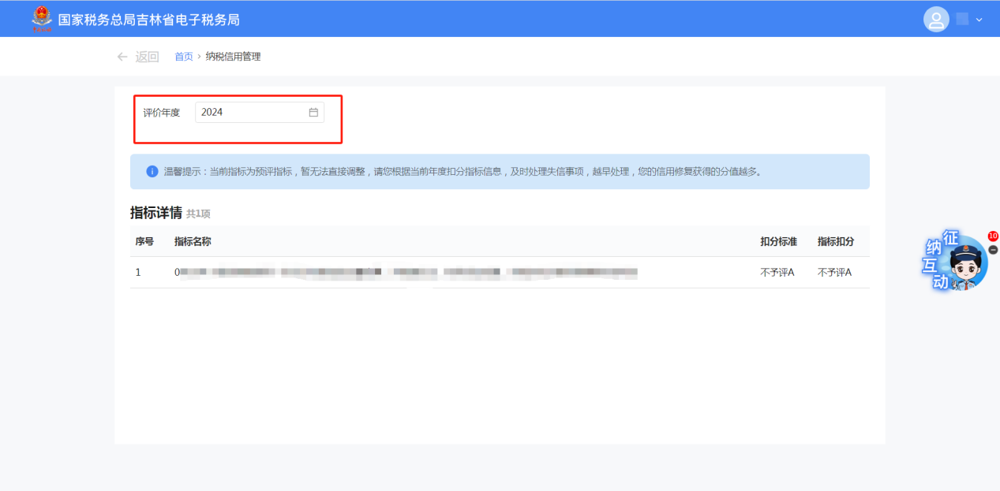 国家税务总局吉林省电子税务局
← 返回 首页 › 纳税信用管理
评价年度 2024
温馨提示：当前指标为预评指标，暂无法直接调整，请您根据当前年度扣分指标信息，及时处理失信事项，越早处理，您的信用修复获得的分值越多。
指标详情 共1项
序号 指标名称 扣分标准 指标扣分
1 0 不予评A 不予评A
征纳互动
10